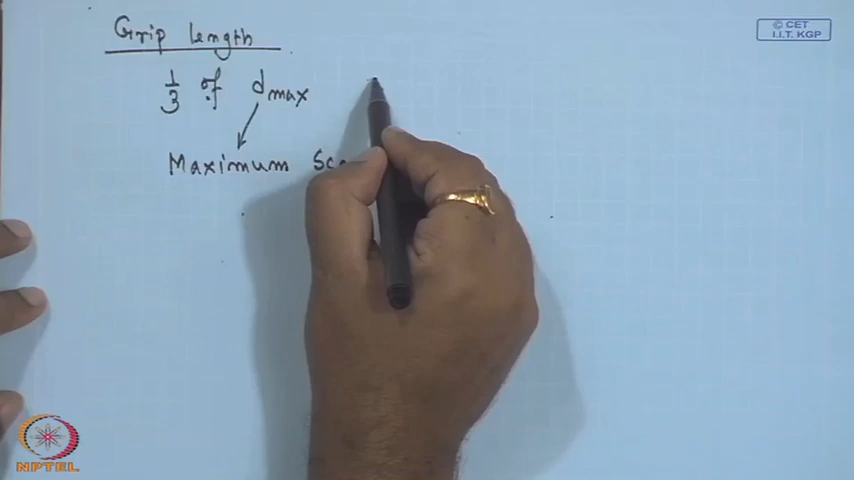 Grip Length
1/3 of dmax
Maximum
© CET
I.I.T. KGP
NPTEL